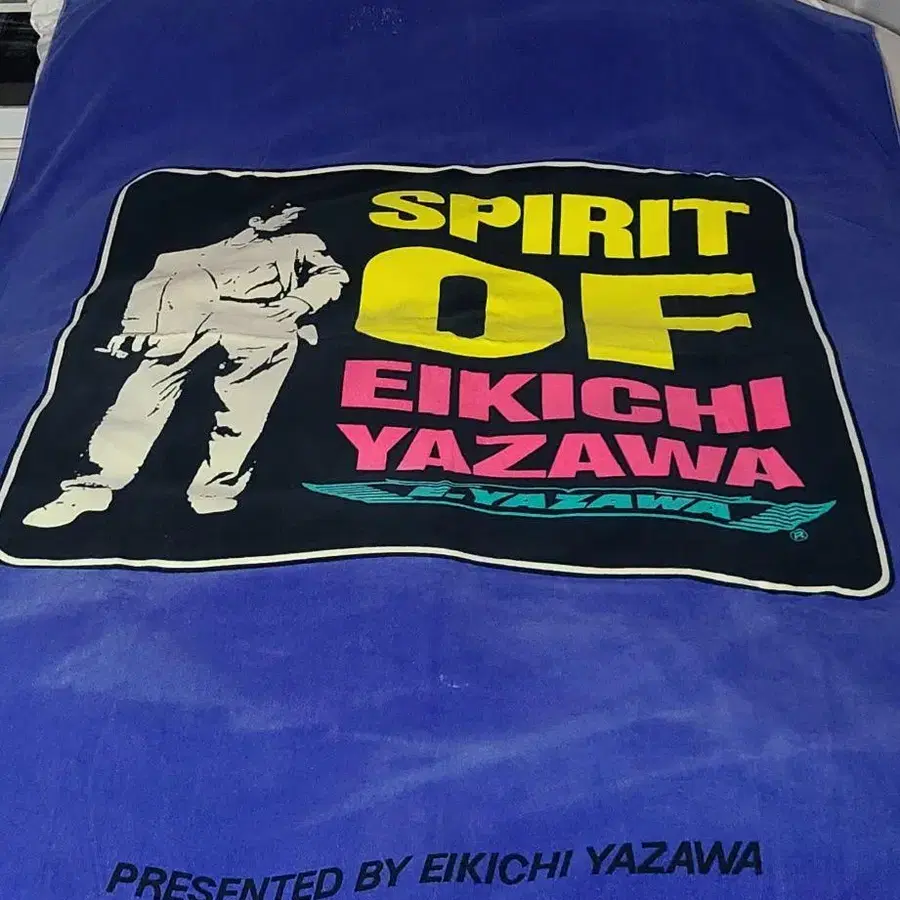 SPIRIT
OF
EIKICHI
YAZAWA
E-YAZAWA
®
PRESENTED BY EIKICHI YAZAWA